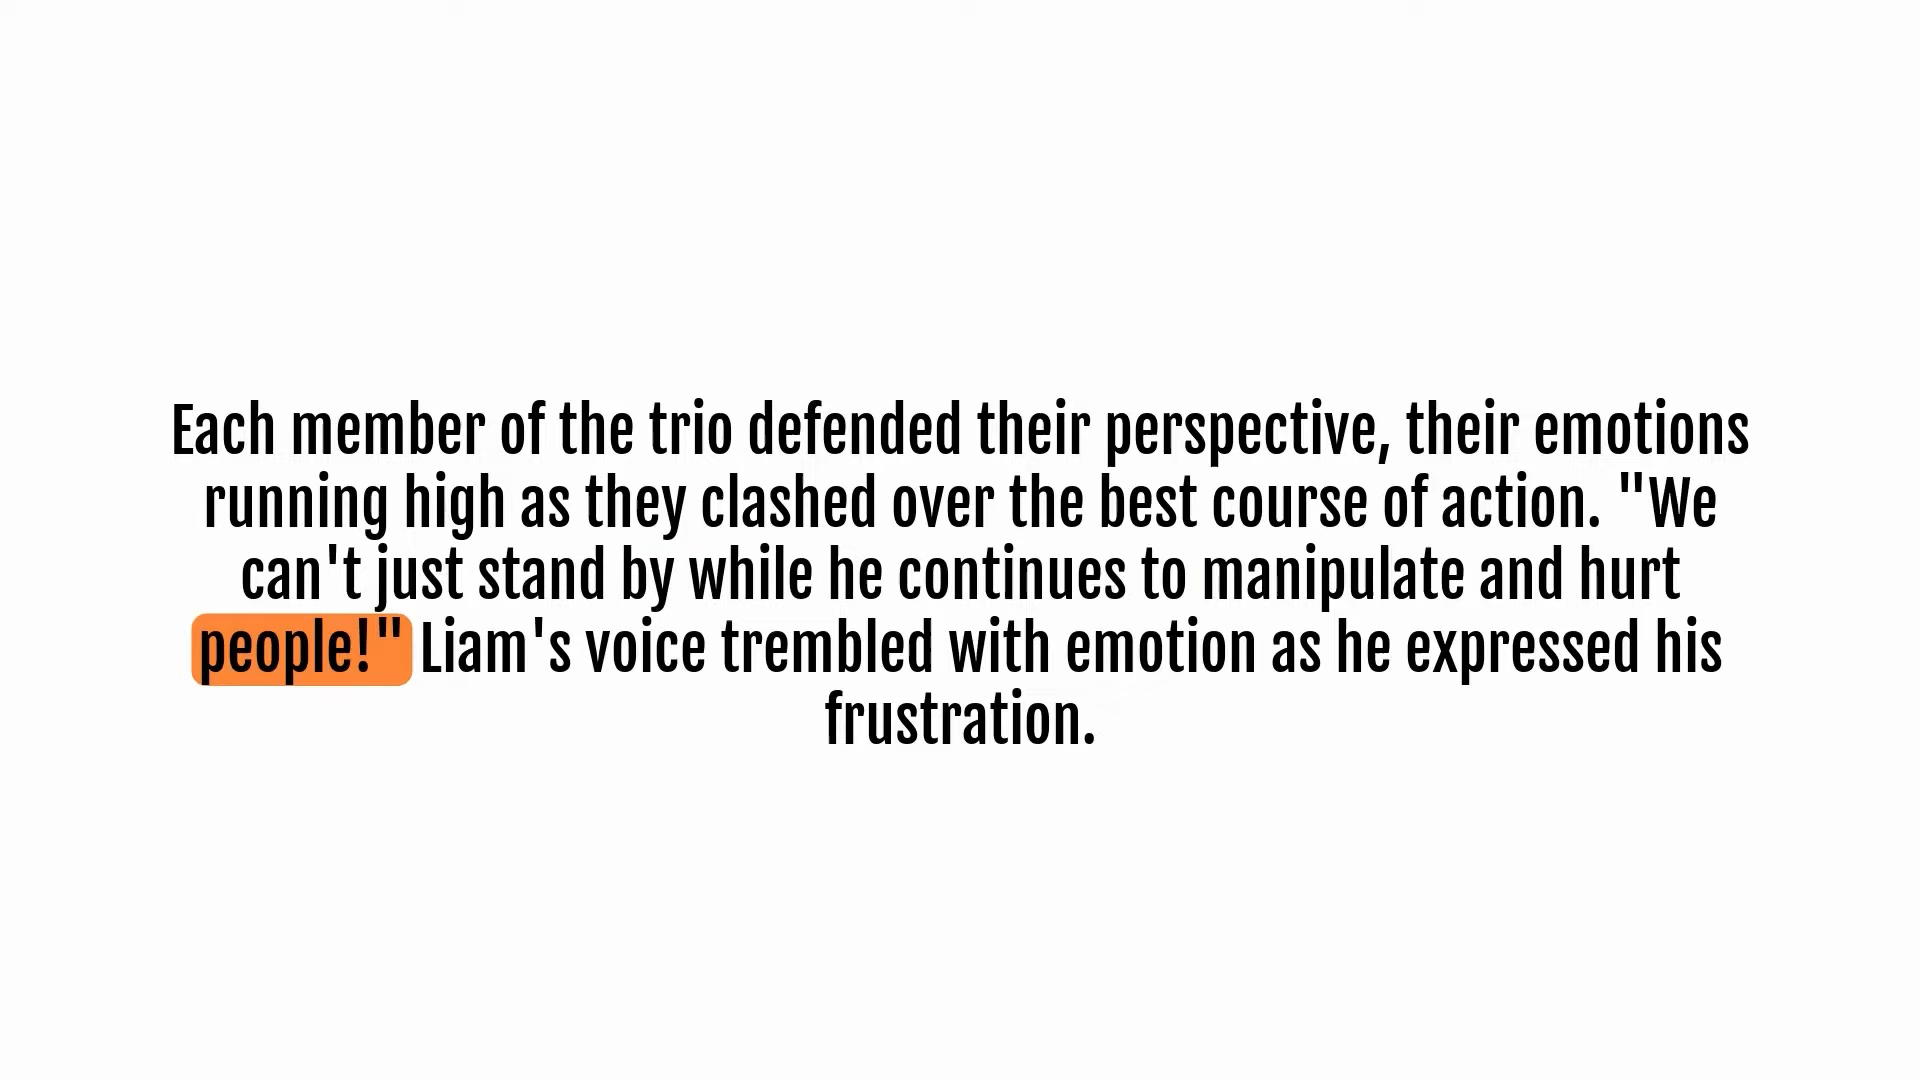 Each member of the trio defended their perspective, their emotions
running high as they clashed over the best course of action. "We
can't just stand by while he continues to manipulate and hurt
people!" Liam's voice trembled with emotion as he expressed his
frustration.